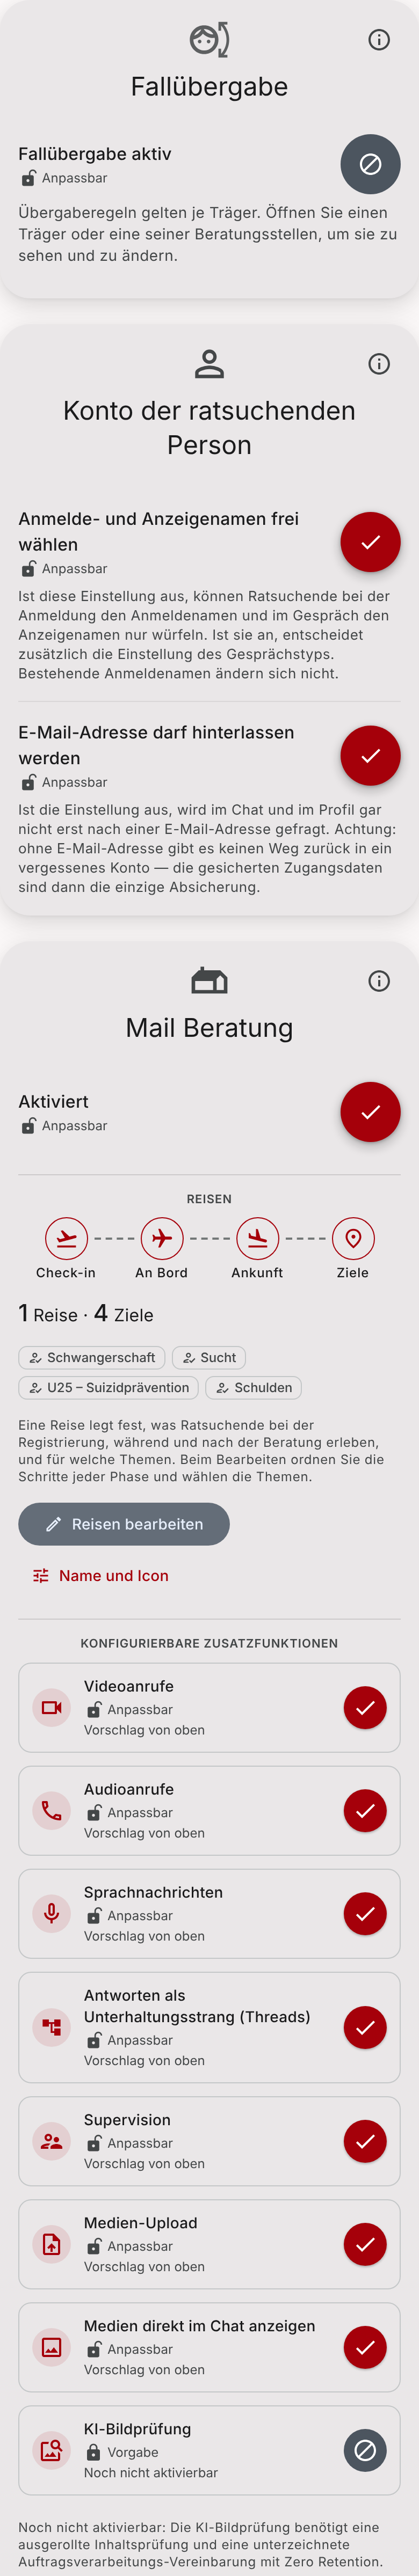 Fallübergabe
Fallübergabe aktiv
Anpassbar
Übergaberegeln gelten je Träger. Öffnen Sie einen
Träger oder eine seiner Beratungsstellen, um sie zu
sehen und zu ändern.
Konto der ratsuchenden
Person
Anmelde- und Anzeigenamen frei
wählen
Anpassbar
Ist diese Einstellung aus, können Ratsuchende bei der
Anmeldung den Anmeldenamen und im Gespräch den
Anzeigenamen nur würfeln. Ist sie an, entscheidet
zusätzlich die Einstellung des Gesprächstyps.
Bestehende Anmeldenamen ändern sich nicht.
E-Mail-Adresse darf hinterlassen
werden
Anpassbar
Ist die Einstellung aus, wird im Chat und im Profil gar
nicht erst nach einer E-Mail-Adresse gefragt. Achtung:
ohne E-Mail-Adresse gibt es keinen Weg zurück in ein
vergessenes Konto — die gesicherten Zugangsdaten
sind dann die einzige Absicherung.
Mail Beratung
Aktiviert
Anpassbar
REISEN
Check-in An Bord Ankunft Ziele
1 Reise · 4 Ziele
Schwangerschaft Sucht
U25 – Suizidprävention Schulden
Eine Reise legt fest, was Ratsuchende bei der
Registrierung, während und nach der Beratung erleben,
und für welche Themen. Beim Bearbeiten ordnen Sie die
Schritte jeder Phase und wählen die Themen.
Reisen bearbeiten
Name und Icon
KONFIGURIERBARE ZUSATZFUNKTIONEN
Videoanrufe
Anpassbar
Vorschlag von oben
Audioanrufe
Anpassbar
Vorschlag von oben
Sprachnachrichten
Anpassbar
Vorschlag von oben
Antworten als
Unterhaltungsstrang (Threads)
Anpassbar
Vorschlag von oben
Supervision
Anpassbar
Vorschlag von oben
Medien-Upload
Anpassbar
Vorschlag von oben
Medien direkt im Chat anzeigen
Anpassbar
Vorschlag von oben
KI-Bildprüfung
Vorgabe
Noch nicht aktivierbar
Noch nicht aktivierbar: Die KI-Bildprüfung benötigt eine
ausgerollte Inhaltsprüfung und eine unterzeichnete
Auftragsverarbeitungs-Vereinbarung mit Zero Retention.